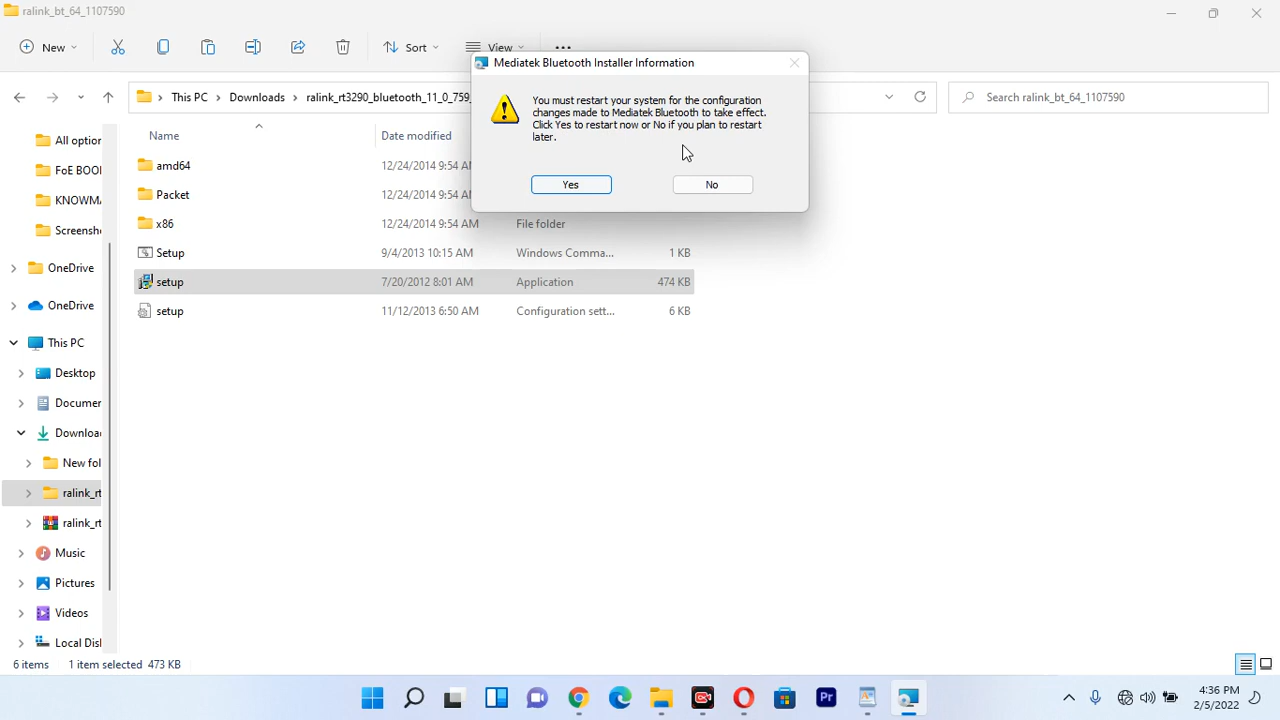 ralink_bt_64_1107590
New
Sort
View
This PC
Downloads
ralink_rt3290_bluetooth_11_0_759_
Search ralink_bt_64_1107590
Mediatek Bluetooth Installer Information
You must restart your system for the configuration
changes made to Mediatek Bluetooth to take effect.
Click Yes to restart now or No if you plan to restart
later.
Yes
No
Name
Date modified
amd64
12/24/2014 9:54 AM
Packet
12/24/2014 9:54 AM
x86
12/24/2014 9:54 AM
File folder
Setup
9/4/2013 10:15 AM
Windows Comma...
1 KB
setup
7/20/2012 8:01 AM
Application
474 KB
setup
11/12/2013 6:50 AM
Configuration sett...
6 KB
All option
FoE BOO
KNOWM
Screensh
OneDrive
OneDrive
This PC
Desktop
Documer
Downloa
New fol
ralink_rt
ralink_rt
Music
Pictures
Videos
Local Disl
6 items
1 item selected
473 KB
Pr
4:36 PM
2/5/2022